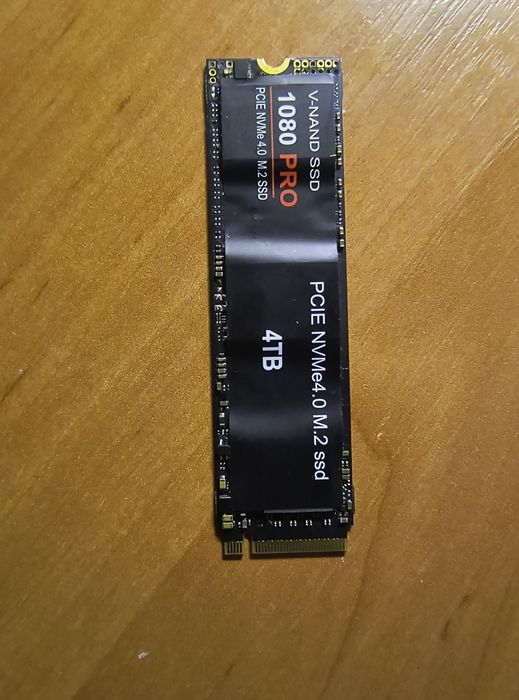 V-NAND SSD
1080 PRO
PCIE NVMe 4.0 M.2 SSD
PCIE NVMe4.0 M.2 ssd
4TB